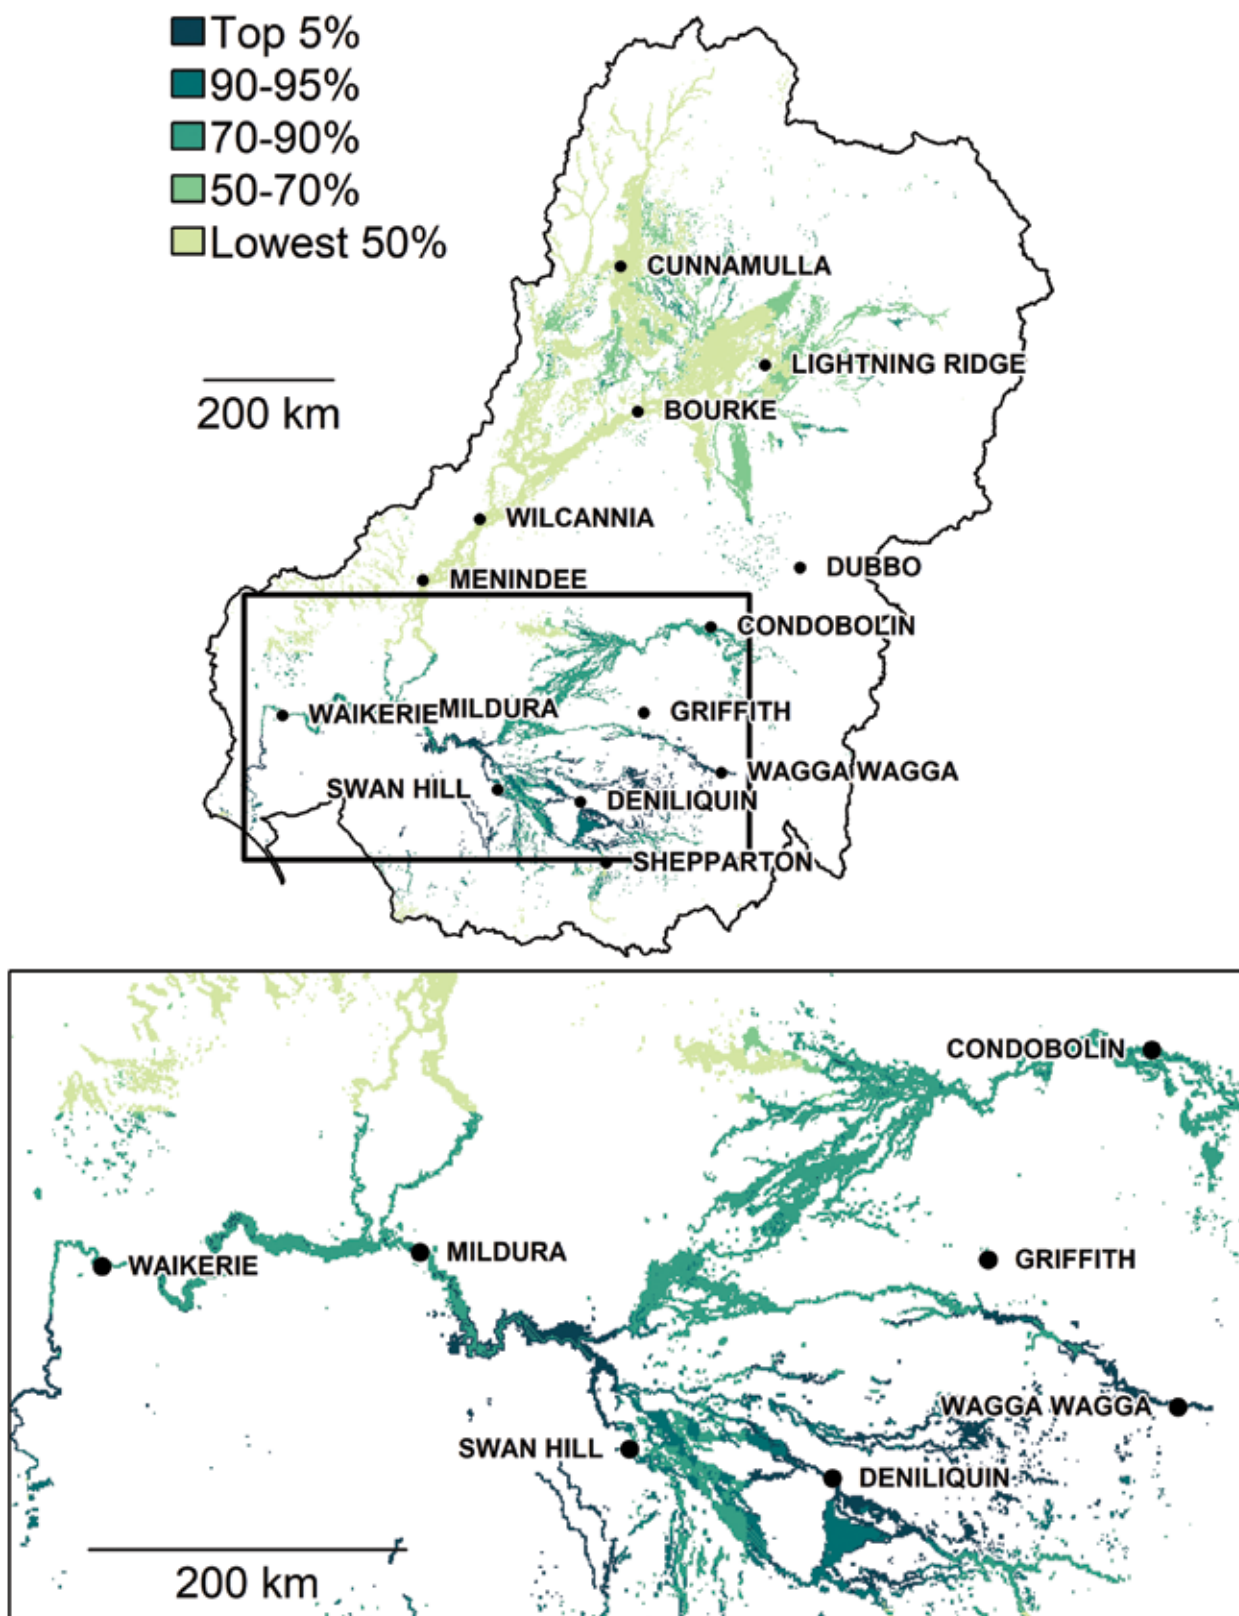 Top 5%
90-95%
70-90%
50-70%
Lowest 50%
CUNNAMULLA
LIGHTNING RIDGE
200 km
BOURKE
WILCANNIA
DUBBO
MENINDEE
CONDOBOLIN
WAIKERIE
MILDURA
GRIFFITH
WAGGA WAGGA
SWAN HILL
DENILIQUIN
SHEPPARTON
CONDOBOLIN
MILDURA
WAIKERIE
GRIFFITH
WAGGA WAGGA
SWAN HILL
DENILIQUIN
200 km